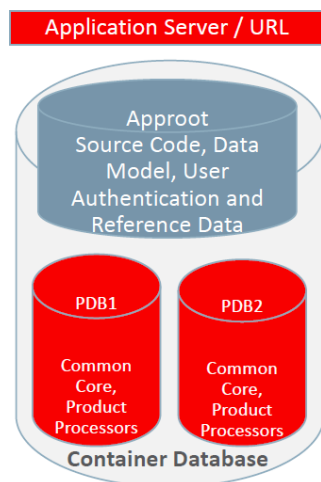 Application Server / URL
Approot
Source Code, Data
Model, User
Authentication and
Reference Data
PDB1
Common
Core,
Product
Processors
PDB2
Common
Core,
Product
Processors
Container Database